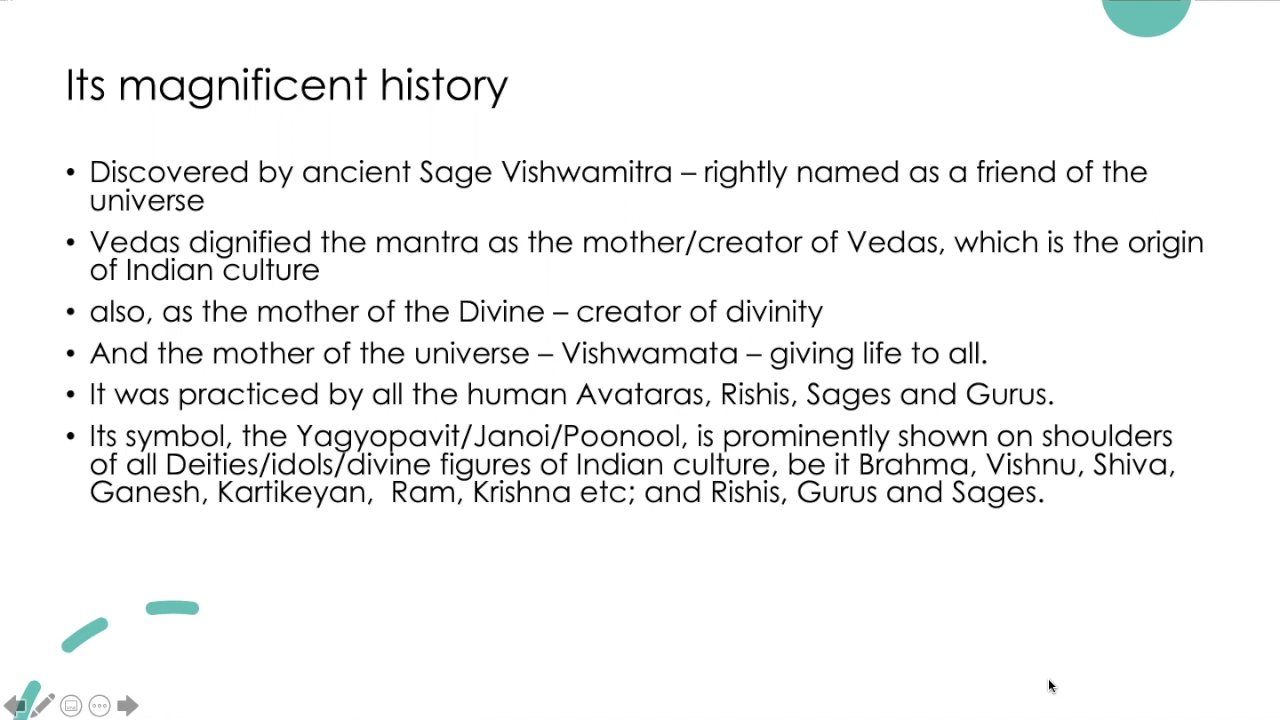 Its magnificent history
• Discovered by ancient Sage Vishwamitra – rightly named as a friend of the
universe
• Vedas dignified the mantra as the mother/creator of Vedas, which is the origin
of Indian culture
• also, as the mother of the Divine – creator of divinity
• And the mother of the universe – Vishwamata – giving life to all.
• It was practiced by all the human Avataras, Rishis, Sages and Gurus.
• Its symbol, the Yagyopavit/Janoi/Poonool, is prominently shown on shoulders
of all Deities/idols/divine figures of Indian culture, be it Brahma, Vishnu, Shiva,
Ganesh, Kartikeyan,  Ram, Krishna etc; and Rishis, Gurus and Sages.